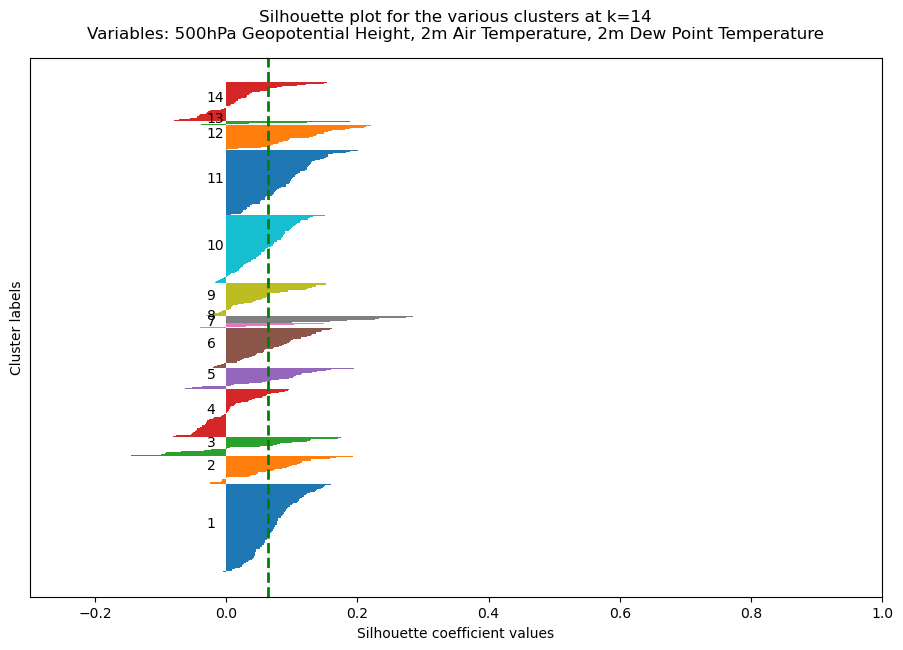 Silhouette plot for the various clusters at k=14
Variables: 500hPa Geopotential Height, 2m Air Temperature, 2m Dew Point Temperature
14
13
12
11
10
9
8
7
6
5
4
3
2
1
Cluster labels
−0.2 0.0 0.2 0.4 0.6 0.8 1.0
Silhouette coefficient values